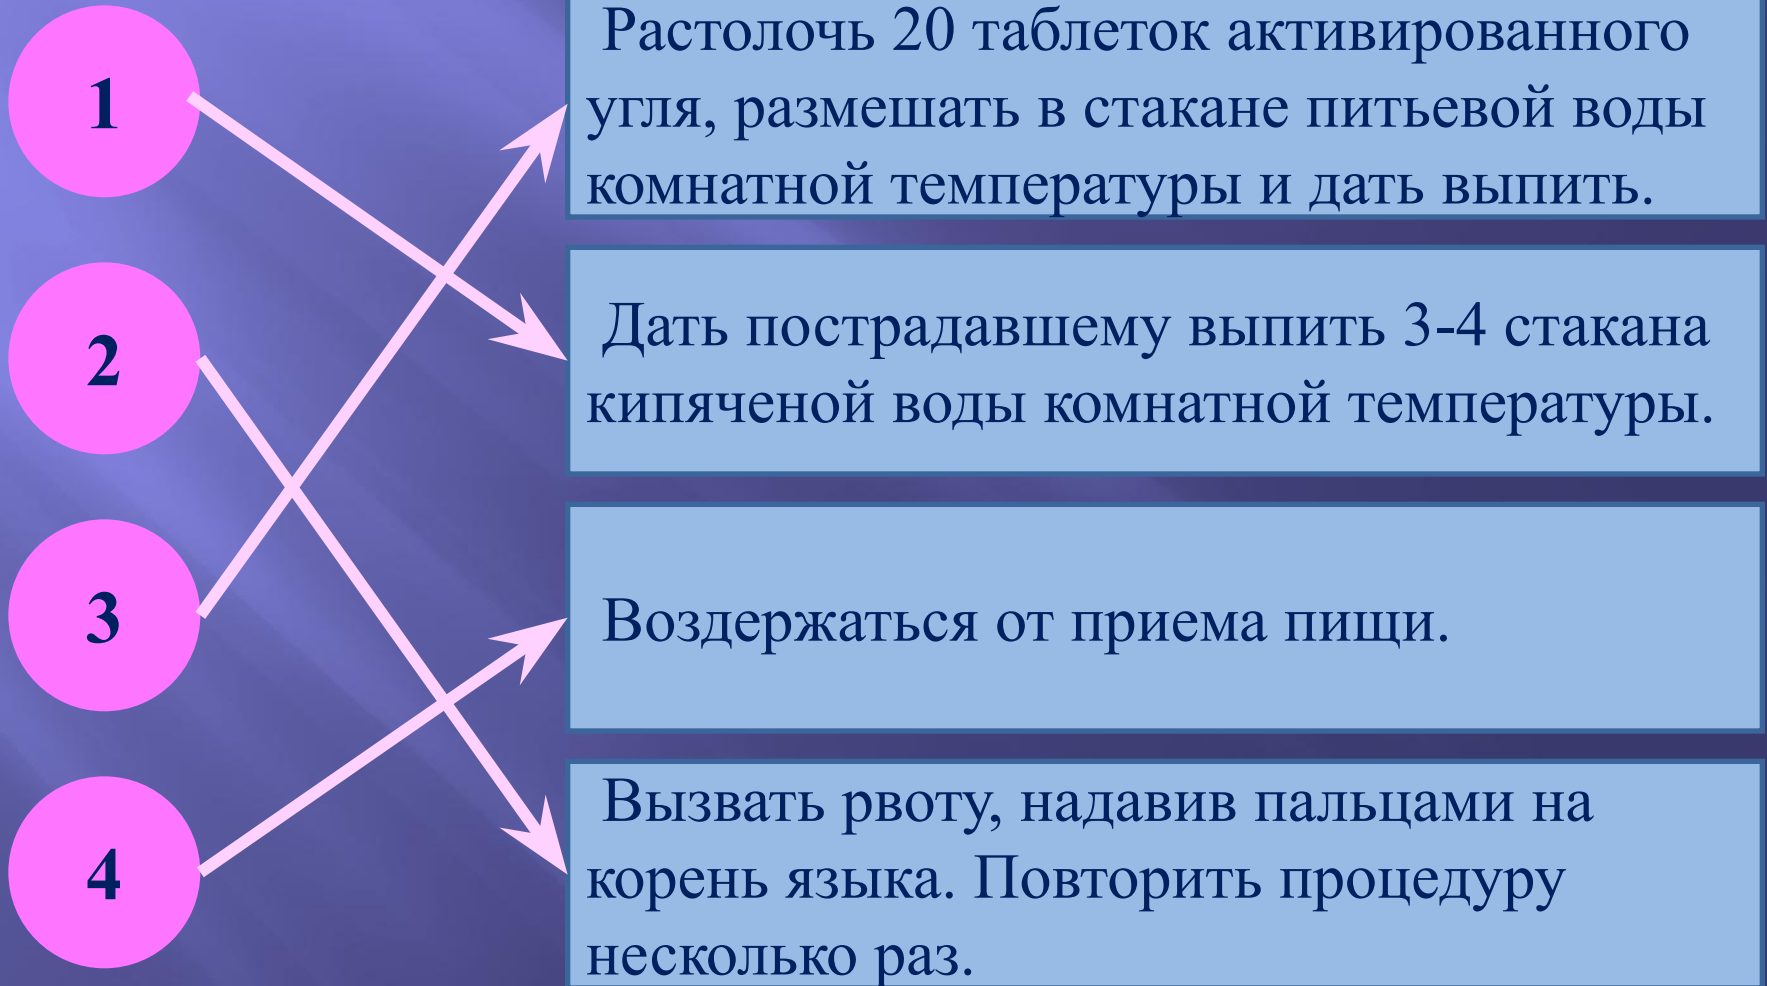 1
Растолочь 20 таблеток активированного
угля, размешать в стакане питьевой воды
комнатной температуры и дать выпить.
2
Дать пострадавшему выпить 3-4 стакана
кипяченой воды комнатной температуры.
3
Воздержаться от приема пищи.
4
Вызвать рвоту, надавив пальцами на
корень языка. Повторить процедуру
несколько раз.